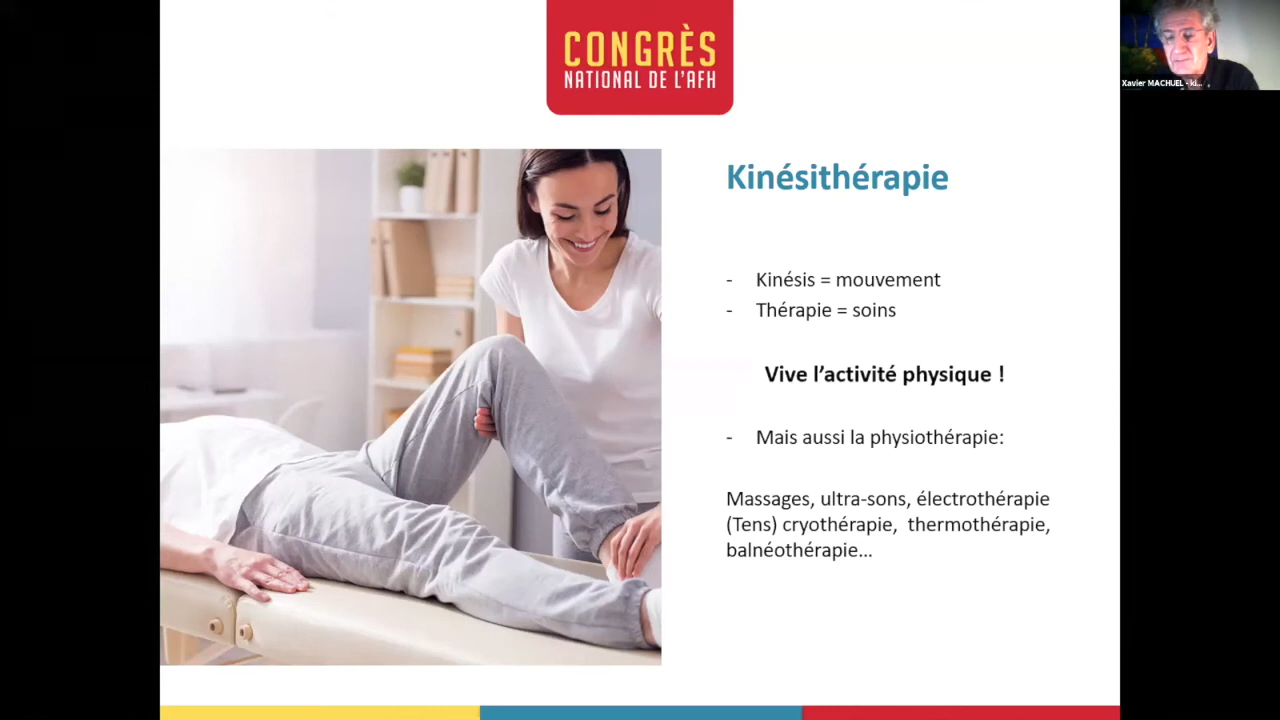 CONGRÈS
NATIONAL DE L'AFH
Xavier MACHUEL - ki...
Kinésithérapie
- Kinésis = mouvement
- Thérapie = soins
Vive l’activité physique !
- Mais aussi la physiothérapie:
Massages, ultra-sons, électrothérapie
(Tens) cryothérapie, thermothérapie,
balnéothérapie...